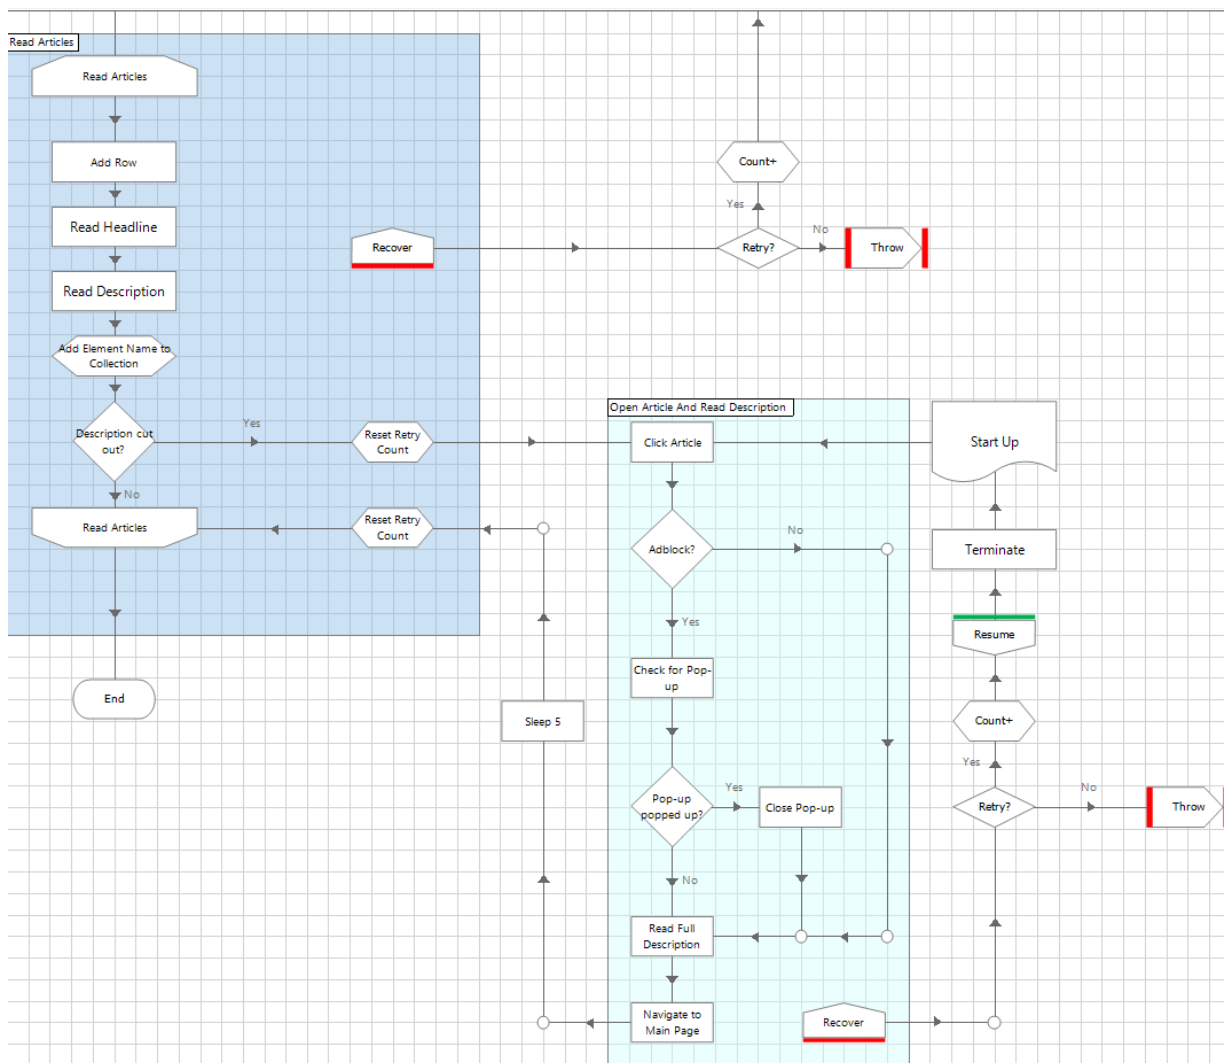 Read Articles
Read Articles
Add Row
Read Headline
Read Description
Add Element Name to
Collection
Description cut
out?
Yes
No
Reset Retry
Count
Read Articles
Reset Retry
Count
End
Recover
Count+
Yes
Retry?
No
Throw
Open Article And Read Description
Click Article
Adblock?
No
Yes
Check for Pop-
up
Pop-up
popped up?
Yes
Close Pop-up
No
Read Full
Description
Navigate to
Main Page
Sleep 5
Recover
Start Up
Terminate
Resume
Count+
Yes
Retry?
No
Throw